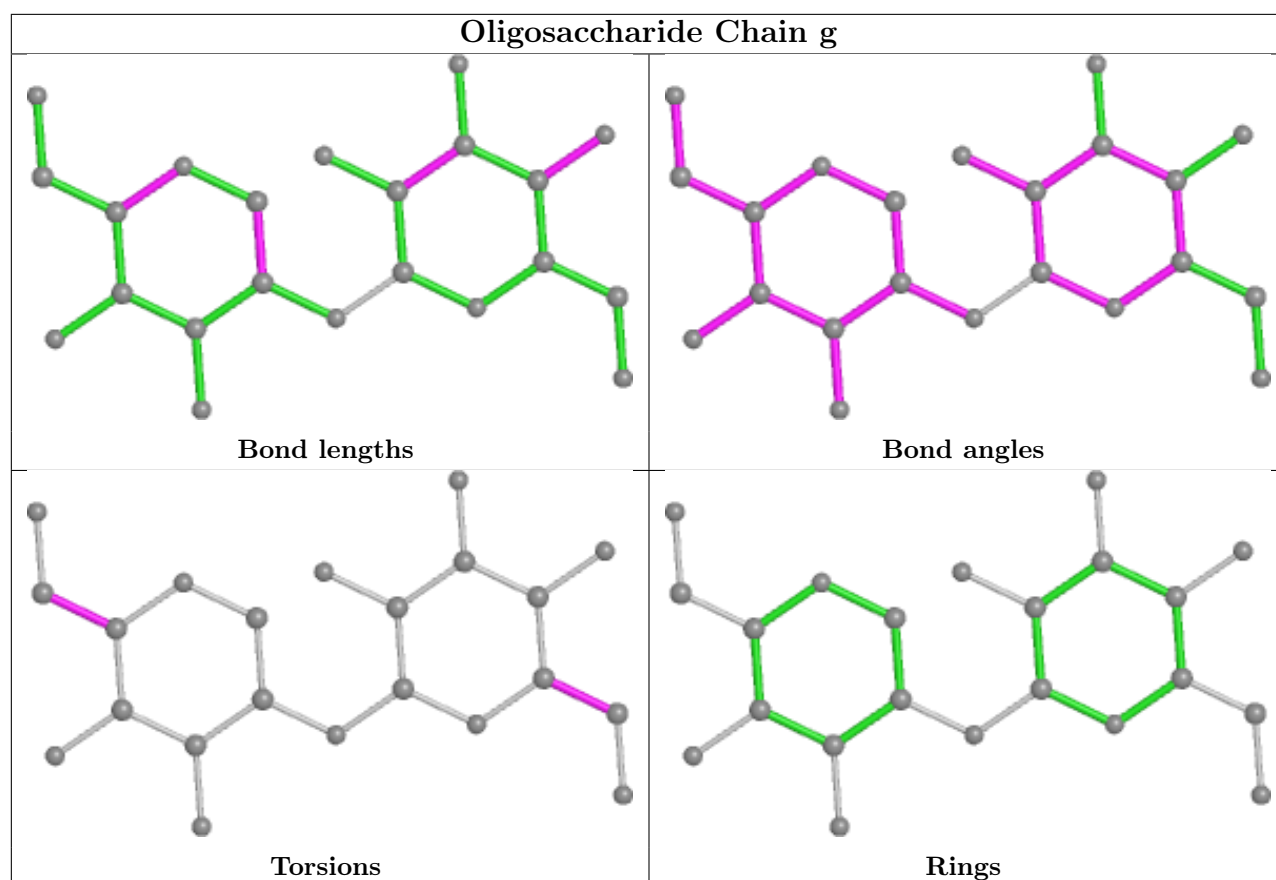 Oligosaccharide Chain g
Bond lengths
Bond angles
Torsions
Rings